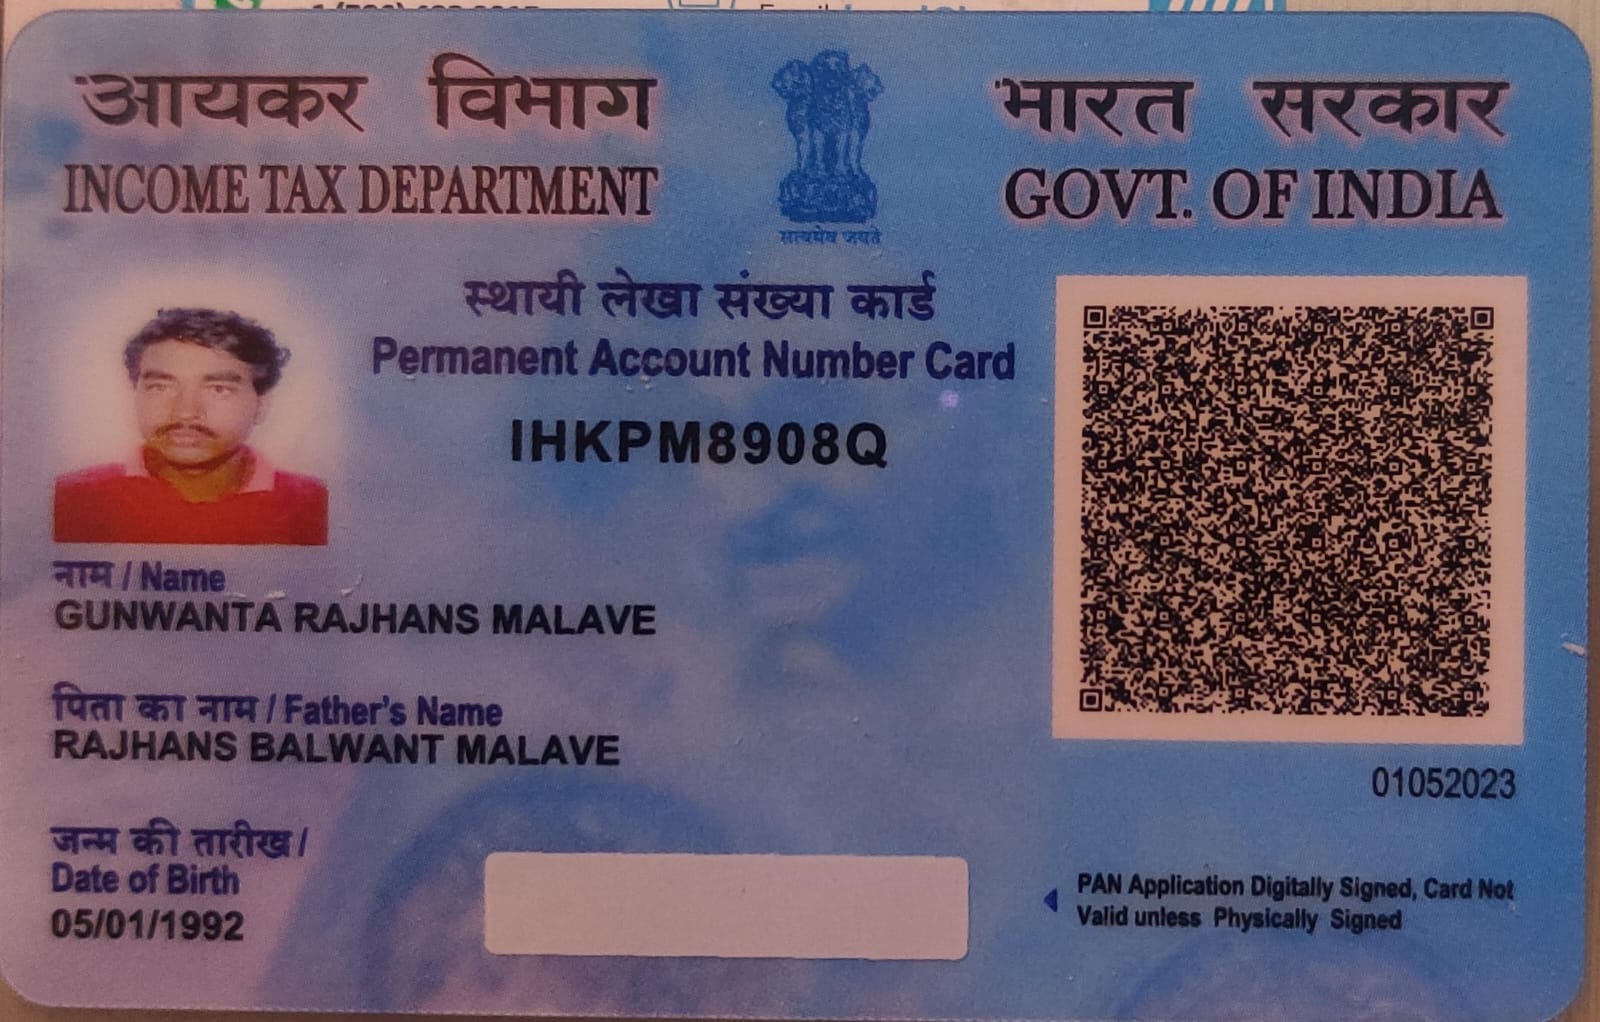 आयकर विभाग
INCOME TAX DEPARTMENT
सत्यमेव जयते
भारत सरकार
GOVT. OF INDIA
स्थायी लेखा संख्या कार्ड
Permanent Account Number Card
IHKPM8908Q
नाम / Name
GUNWANTA RAJHANS MALAVE
पिता का नाम / Father's Name
RAJHANS BALWANT MALAVE
जन्म की तारीख /
Date of Birth
05/01/1992
01052023
PAN Application Digitally Signed, Card Not
Valid unless Physically Signed